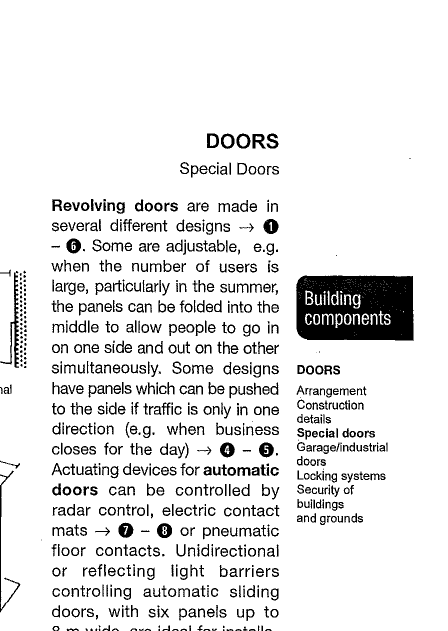 DOORS
Special Doors
Revolving doors are made in
several different designs → ❶
– ❻. Some are adjustable, e.g.
when the number of users is
large, particularly in the summer,
the panels can be folded into the
middle to allow people to go in
on one side and out on the other
simultaneously. Some designs
have panels which can be pushed
to the side if traffic is only in one
direction (e.g. when business
closes for the day) → ❹ – ❺.
Actuating devices for automatic
doors can be controlled by
radar control, electric contact
mats → ❼ – ❽ or pneumatic
floor contacts. Unidirectional
or reflecting light barriers
controlling automatic sliding
doors, with six panels up to
8 m wide, are ideal for installa-
Building
components
DOORS
Arrangement
Construction
details
Special doors
Garage/industrial
doors
Locking systems
Security of
buildings
and grounds